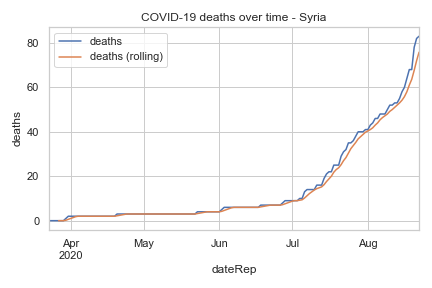 COVID-19 deaths over time - Syria
deaths
deaths (rolling)
80
60
40
20
0
deaths
Apr
2020
May
Jun
Jul
Aug
dateRep